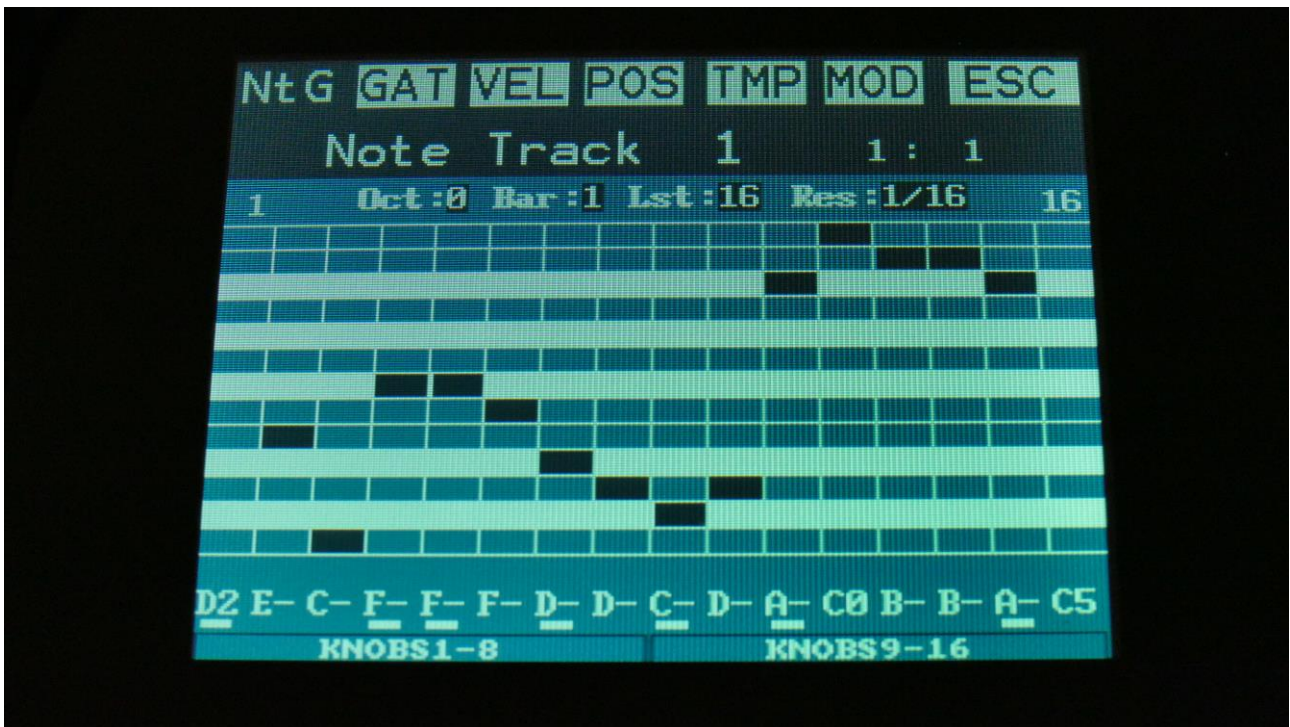 NtG GAT VEL POS TMP MOD ESC
Note Track 1 1: 1
1 Oct:0 Bar:1 Lst:16 Res:1/16 16
D2 E- C- F- F- F- D- D- C- D- A- C0 B- B- A- C5
KNOBS1-8 KNOBS9-16